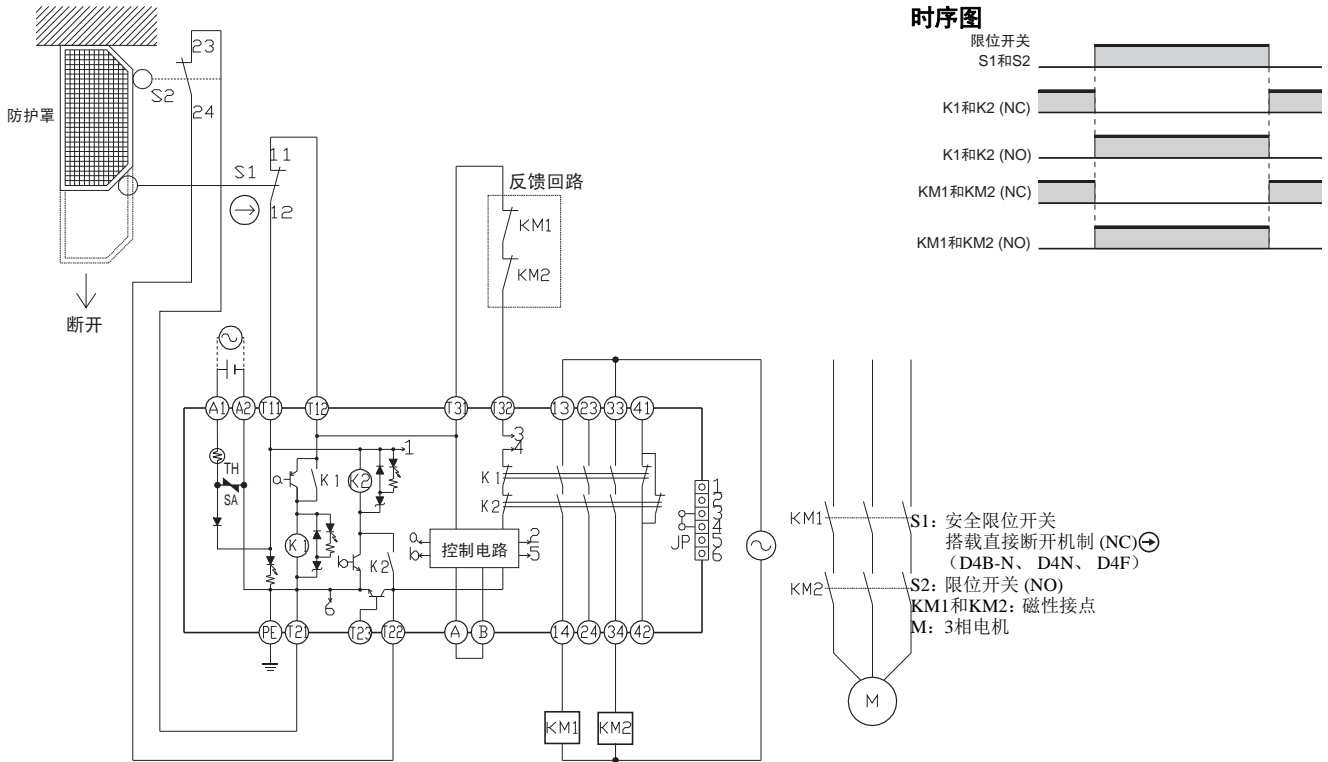 时序图
限位开关
S1和S2
K1和K2 (NC)
K1和K2 (NO)
KM1和KM2 (NC)
KM1和KM2 (NO)
防护罩
断开
23
S2
24
11
S1
12
反馈回路
KM1
KM2
A1
A2
T11
T12
T31
T32
13
23
33
41
TH
SA
a
K1
K2
1
K1
b
K2
6
3
4
K1
K2
a
b
控制电路
2
5
JP
1
2
3
4
5
6
PE
T21
T23
T22
A
B
14
24
34
42
KM1
KM2
KM1
KM2
M
S1: 安全限位开关
搭载直接断开机制 (NC)
(D4B-N、 D4N、 D4F)
S2: 限位开关 (NO)
KM1和KM2: 磁性接点
M: 3相电机